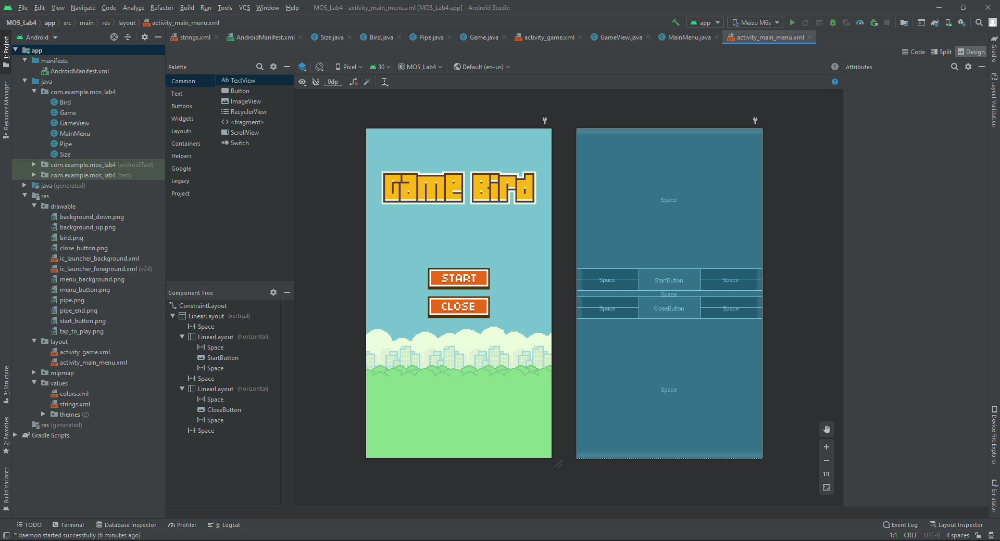 File Edit View Navigate Code Analyze Refactor Build Run Tools VCS Window Help MOS_Lab4 - activity_main_menu.xml [MOS_Lab4.app] - Android Studio
MOS_Lab4 app src main res layout activity_main_menu.xml app Meizu M6s
Android strings.xml AndroidManifest.xml Size.java Bird.java Pipe.java Game.java activity_game.xml GameView.java MainMenu.java activity_main_menu.xml
Code Split Design
1: Project
Resource Manager
7: Structure
2: Favorites
Build Variants
app
manifests
AndroidManifest.xml
java
com.example.mos_lab4
Bird
Game
GameView
MainMenu
Pipe
Size
com.example.mos_lab4 (androidTest)
com.example.mos_lab4 (test)
java (generated)
res
drawable
background_down.png
background_up.png
bird.png
close_button.png
ic_launcher_background.xml
ic_launcher_foreground.xml (v24)
menu_background.png
menu_button.png
pipe.png
pipe_end.png
start_button.png
tap_to_play.png
layout
activity_game.xml
activity_main_menu.xml
mipmap
values
colors.xml
strings.xml
themes (2)
res (generated)
Gradle Scripts
Palette
Common
Text
Buttons
Widgets
Layouts
Containers
Helpers
Google
Legacy
Project
Ab TextView
Button
ImageView
RecyclerView
<fragment>
ScrollView
Switch
Component Tree
ConstraintLayout
LinearLayout (vertical)
Space
LinearLayout (horizontal)
Space
StartButton
Space
Space
LinearLayout (horizontal)
Space
CloseButton
Space
Space
Pixel 30 MOS_Lab4 Default (en-us)
0dp
Game Bird
START
CLOSE
Space
Space StartButton Space
Space
Space CloseButton Space
Space
1:1
Attributes
Gradle
Layout Validation
Device File Explorer
Emulator
TODO Terminal Database Inspector Profiler 6: Logcat Event Log Layout Inspector
* daemon started successfully (6 minutes ago) 1:1 CRLF UTF-8 4 spaces